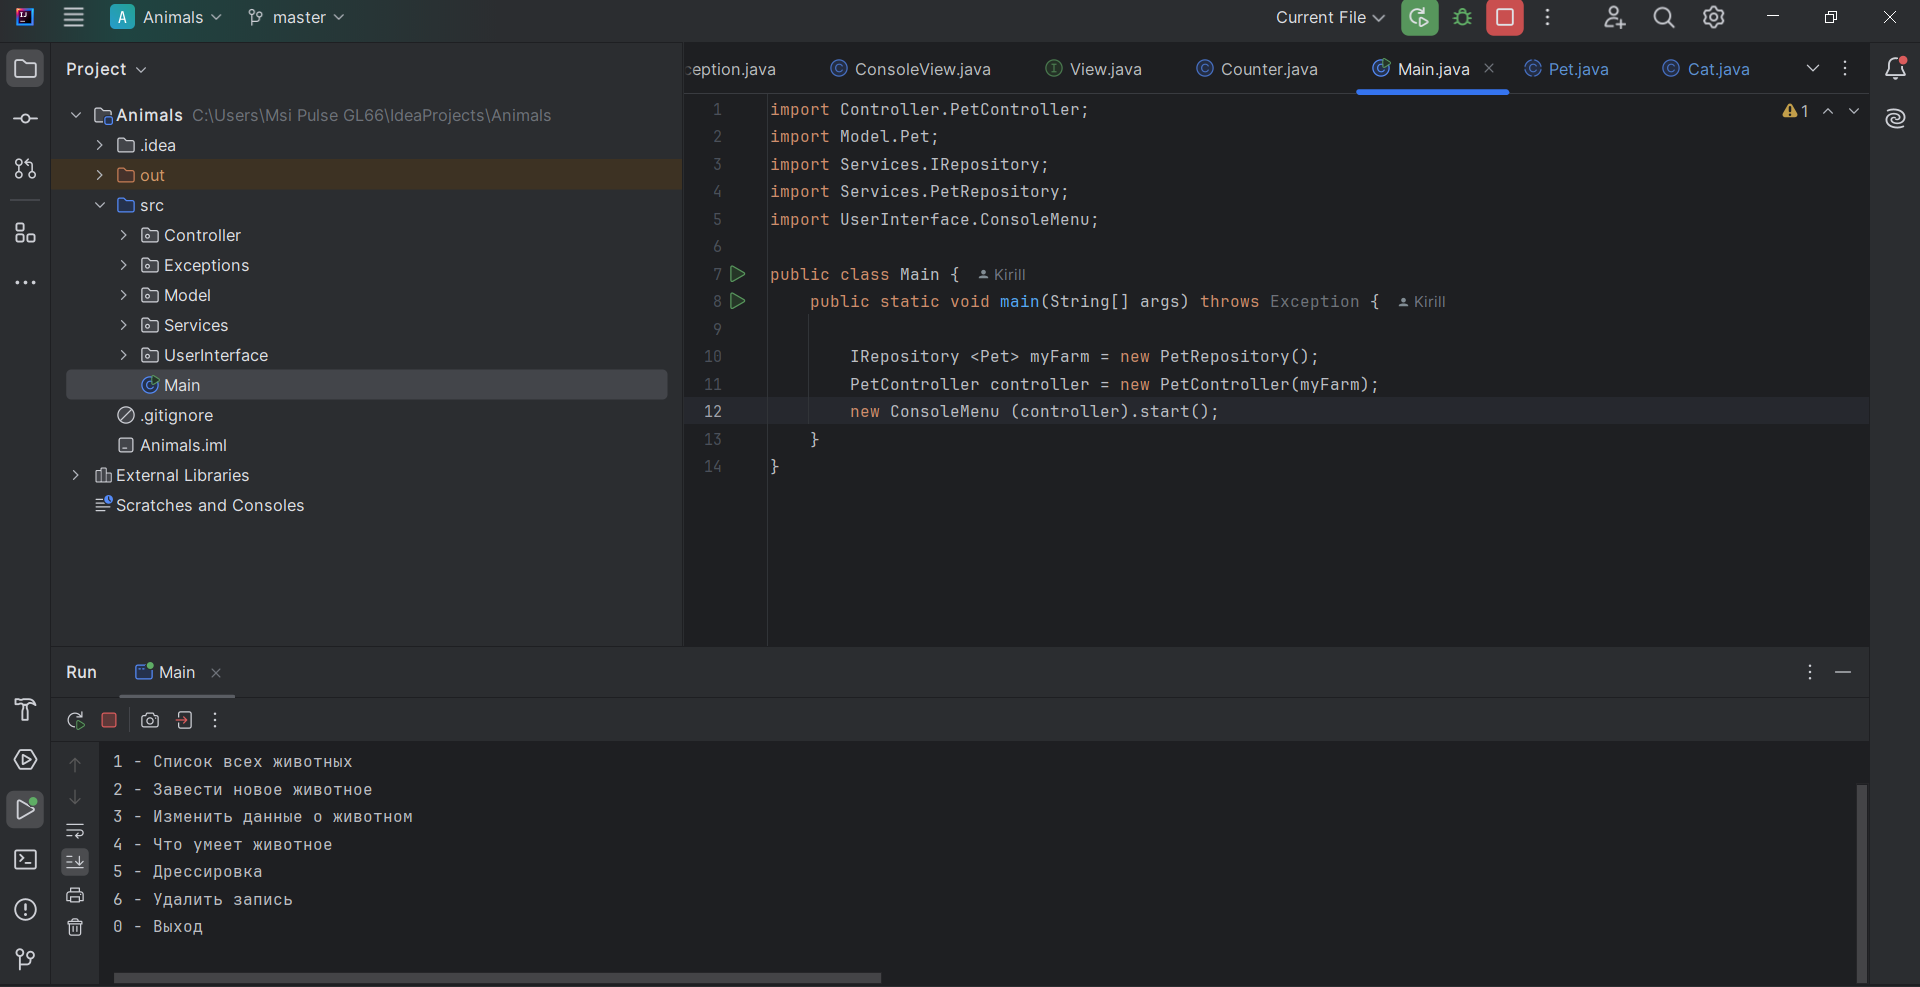 A Animals master Current File
Project
ception.java ConsoleView.java View.java Counter.java Main.java Pet.java Cat.java
Animals C:\Users\Msi Pulse GL66\IdeaProjects\Animals
.idea
out
src
Controller
Exceptions
Model
Services
UserInterface
Main
.gitignore
Animals.iml
External Libraries
Scratches and Consoles
1 import Controller.PetController;
2 import Model.Pet;
3 import Services.IRepository;
4 import Services.PetRepository;
5 import UserInterface.ConsoleMenu;
6
7 public class Main { Kirill
8 public static void main(String[] args) throws Exception { Kirill
9
10 IRepository <Pet> myFarm = new PetRepository();
11 PetController controller = new PetController(myFarm);
12 new ConsoleMenu (controller).start();
13 }
14 }
1
Run Main
1 - Список всех животных
2 - Завести новое животное
3 - Изменить данные о животном
4 - Что умеет животное
5 - Дрессировка
6 - Удалить запись
0 - Выход